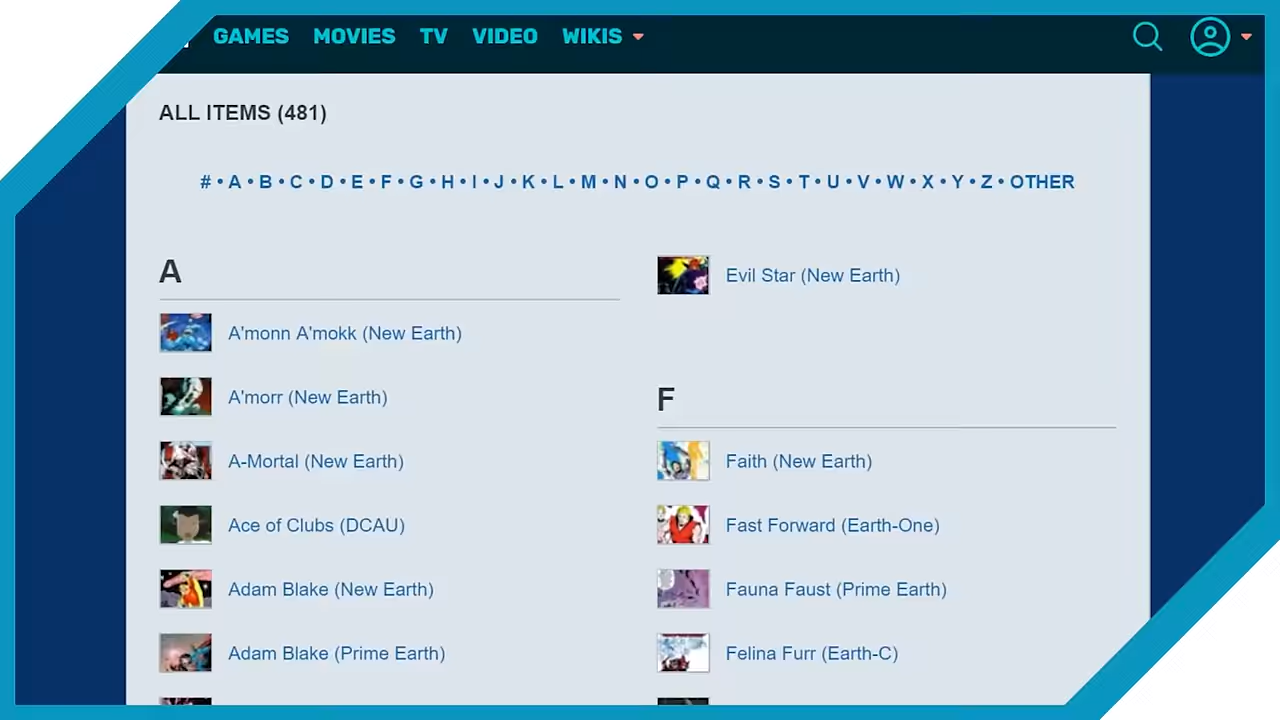 GAMES MOVIES TV VIDEO WIKIS
ALL ITEMS (481)
# • A • B • C • D • E • F • G • H • I • J • K • L • M • N • O • P • Q • R • S • T • U • V • W • X • Y • Z • OTHER
A
A'monn A'mokk (New Earth)
A'morr (New Earth)
A-Mortal (New Earth)
Ace of Clubs (DCAU)
Adam Blake (New Earth)
Adam Blake (Prime Earth)
Evil Star (New Earth)
F
Faith (New Earth)
Fast Forward (Earth-One)
Fauna Faust (Prime Earth)
Felina Furr (Earth-C)